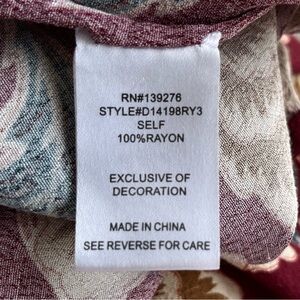 RN#139276
STYLE#D14198RY3
SELF
100%RAYON
EXCLUSIVE OF
DECORATION
MADE IN CHINA
SEE REVERSE FOR CARE